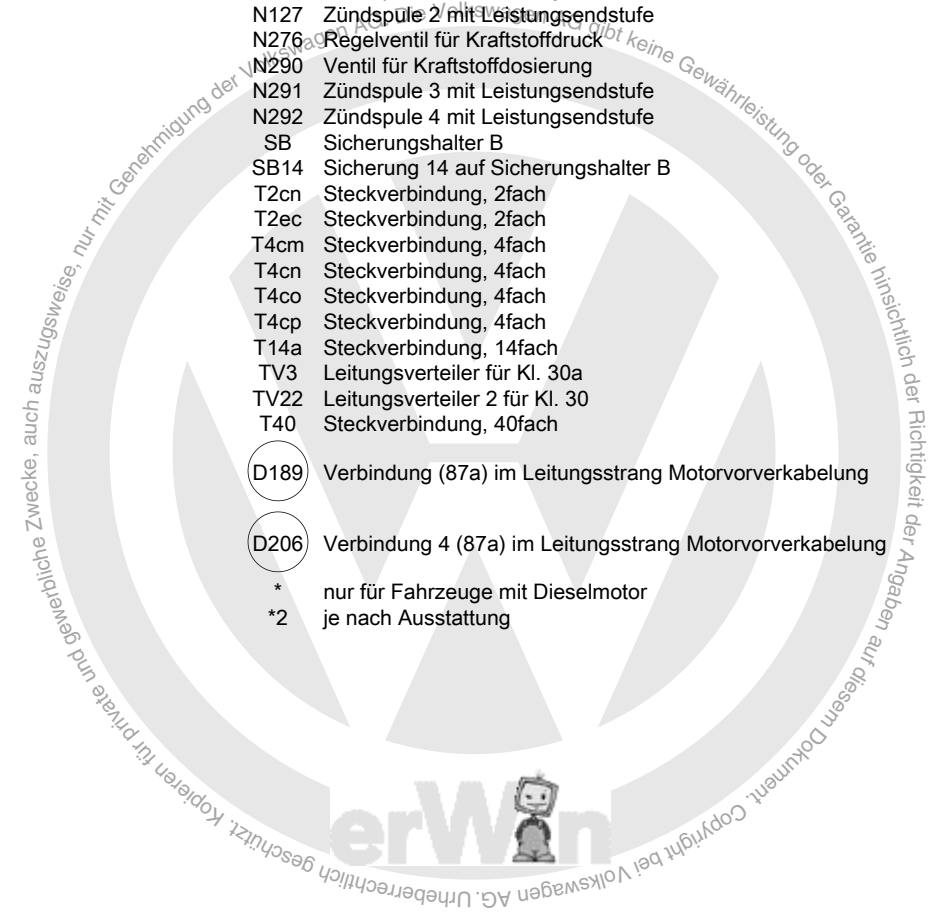 N127 Zündspule 2 mit Leistungsendstufe
N276 Regelventil für Kraftstoffdruck
N290 Ventil für Kraftstoffdosierung
N291 Zündspule 3 mit Leistungsendstufe
N292 Zündspule 4 mit Leistungsendstufe
SB Sicherungshalter B
SB14 Sicherung 14 auf Sicherungshalter B
T2cn Steckverbindung, 2fach
T2ec Steckverbindung, 2fach
T4cm Steckverbindung, 4fach
T4cn Steckverbindung, 4fach
T4co Steckverbindung, 4fach
T4cp Steckverbindung, 4fach
T14a Steckverbindung, 14fach
TV3 Leitungsverteiler für Kl. 30a
TV22 Leitungsverteiler 2 für Kl. 30
T40 Steckverbindung, 40fach
D189 Verbindung (87a) im Leitungsstrang Motorvorverkabelung
D206 Verbindung 4 (87a) im Leitungsstrang Motorvorverkabelung
* nur für Fahrzeuge mit Dieselmotor
*2 je nach Ausstattung
Urheberrechtlich geschützt. Kopieren für private und gewerbliche Zwecke, auch auszugsweise, nur mit Genehmigung der Volkswagen AG. Die Volkswagen AG gibt keine Gewährleistung oder Garantie hinsichtlich der Richtigkeit der Angaben auf diesem Dokument. Copyright bei Volkswagen AG.
erWin